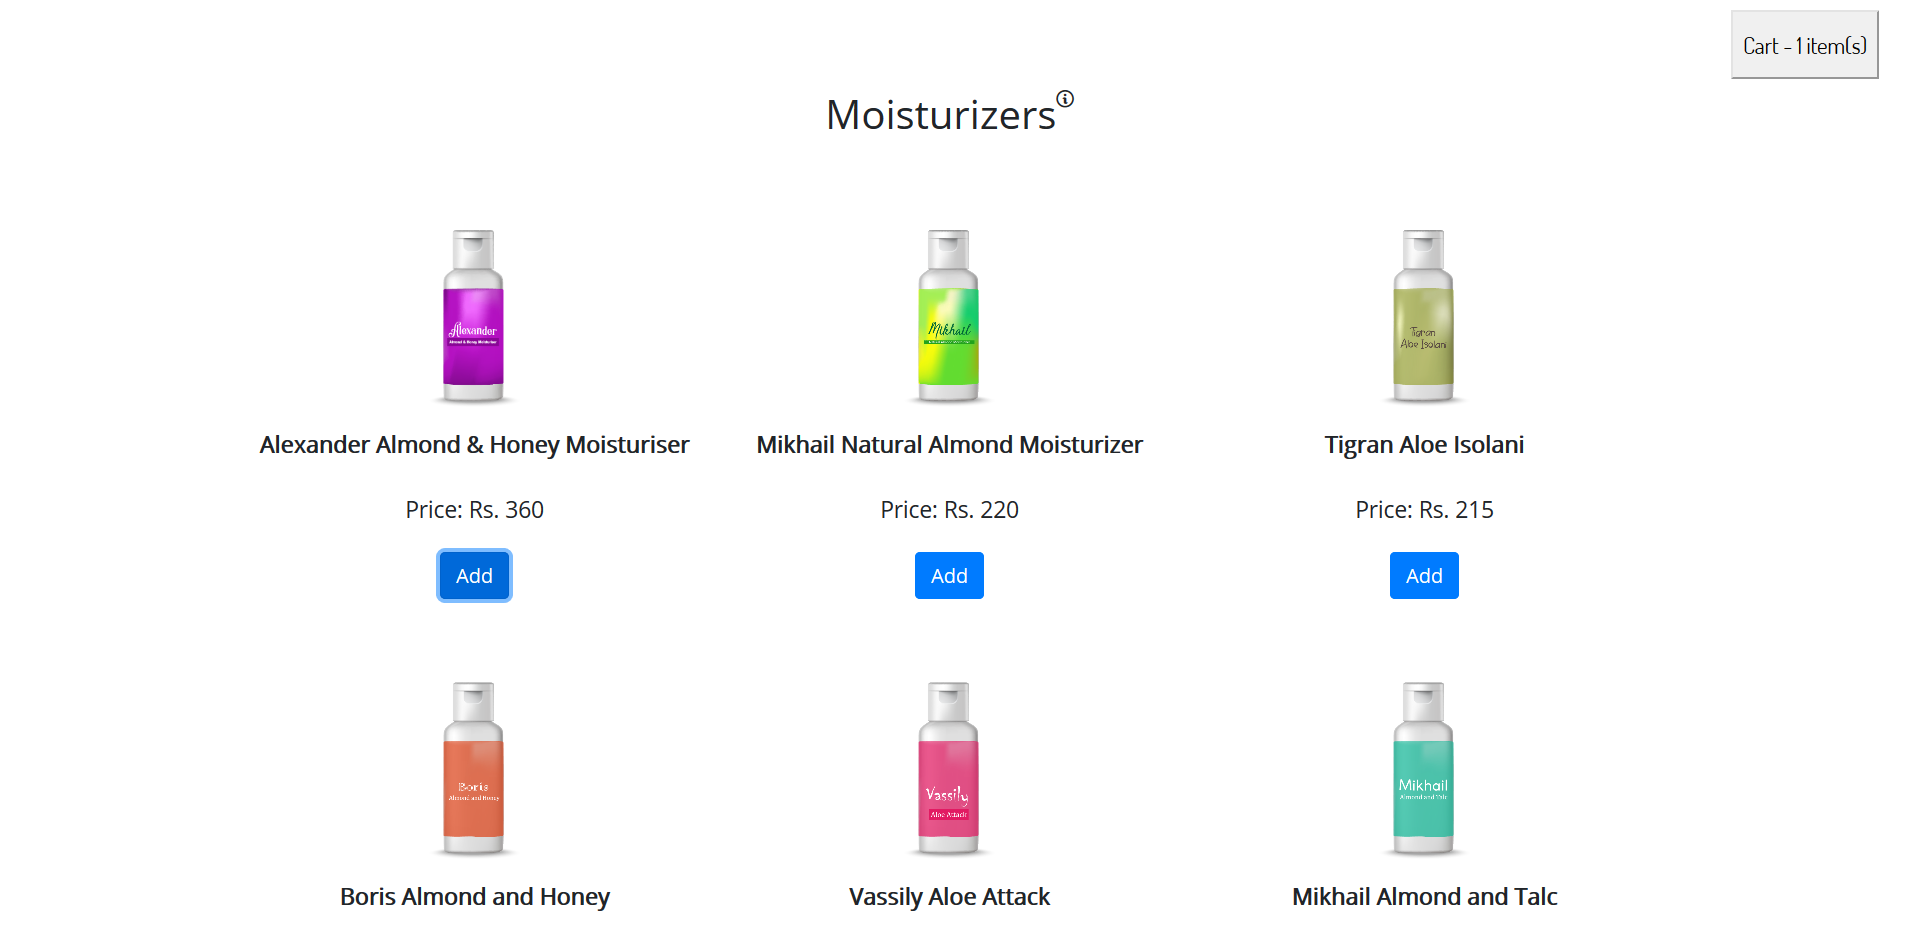 Cart - 1 item(s)
Moisturizers
Alexander
Almond & Honey Moisturiser
Mikhail
Tigran
Aloe Isolani
Alexander Almond & Honey Moisturiser
Mikhail Natural Almond Moisturizer
Tigran Aloe Isolani
Price: Rs. 360
Price: Rs. 220
Price: Rs. 215
Add
Add
Add
Boris
Almond and Honey
Vassily
Aloe Attack
Mikhail
Almond and Talc
Boris Almond and Honey
Vassily Aloe Attack
Mikhail Almond and Talc